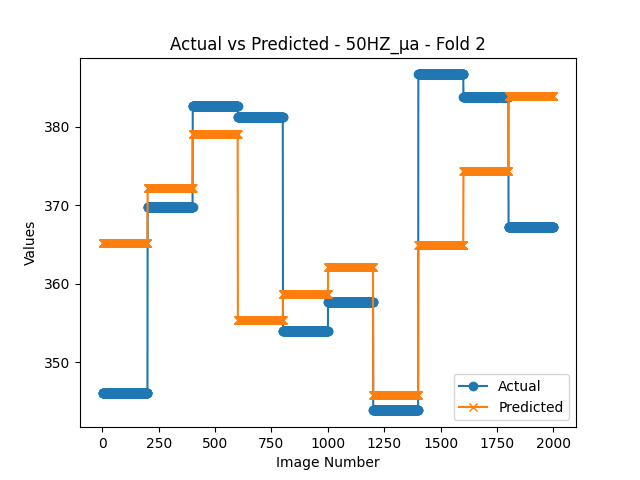 Actual vs Predicted - 50HZ_μa - Fold 2
Values
380
370
360
350
0
250
500
750
1000
1250
1500
1750
2000
Image Number
Actual
Predicted